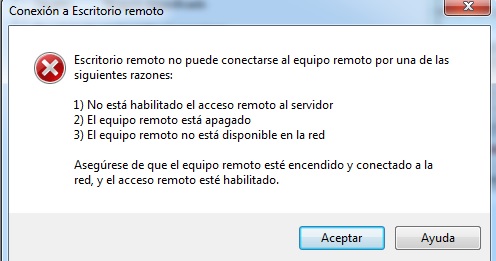 Conexión a Escritorio remoto
Escritorio remoto no puede conectarse al equipo remoto por una de las
siguientes razones:
1) No está habilitado el acceso remoto al servidor
2) El equipo remoto está apagado
3) El equipo remoto no está disponible en la red
Asegúrese de que el equipo remoto esté encendido y conectado a la
red, y el acceso remoto esté habilitado.
Aceptar
Ayuda